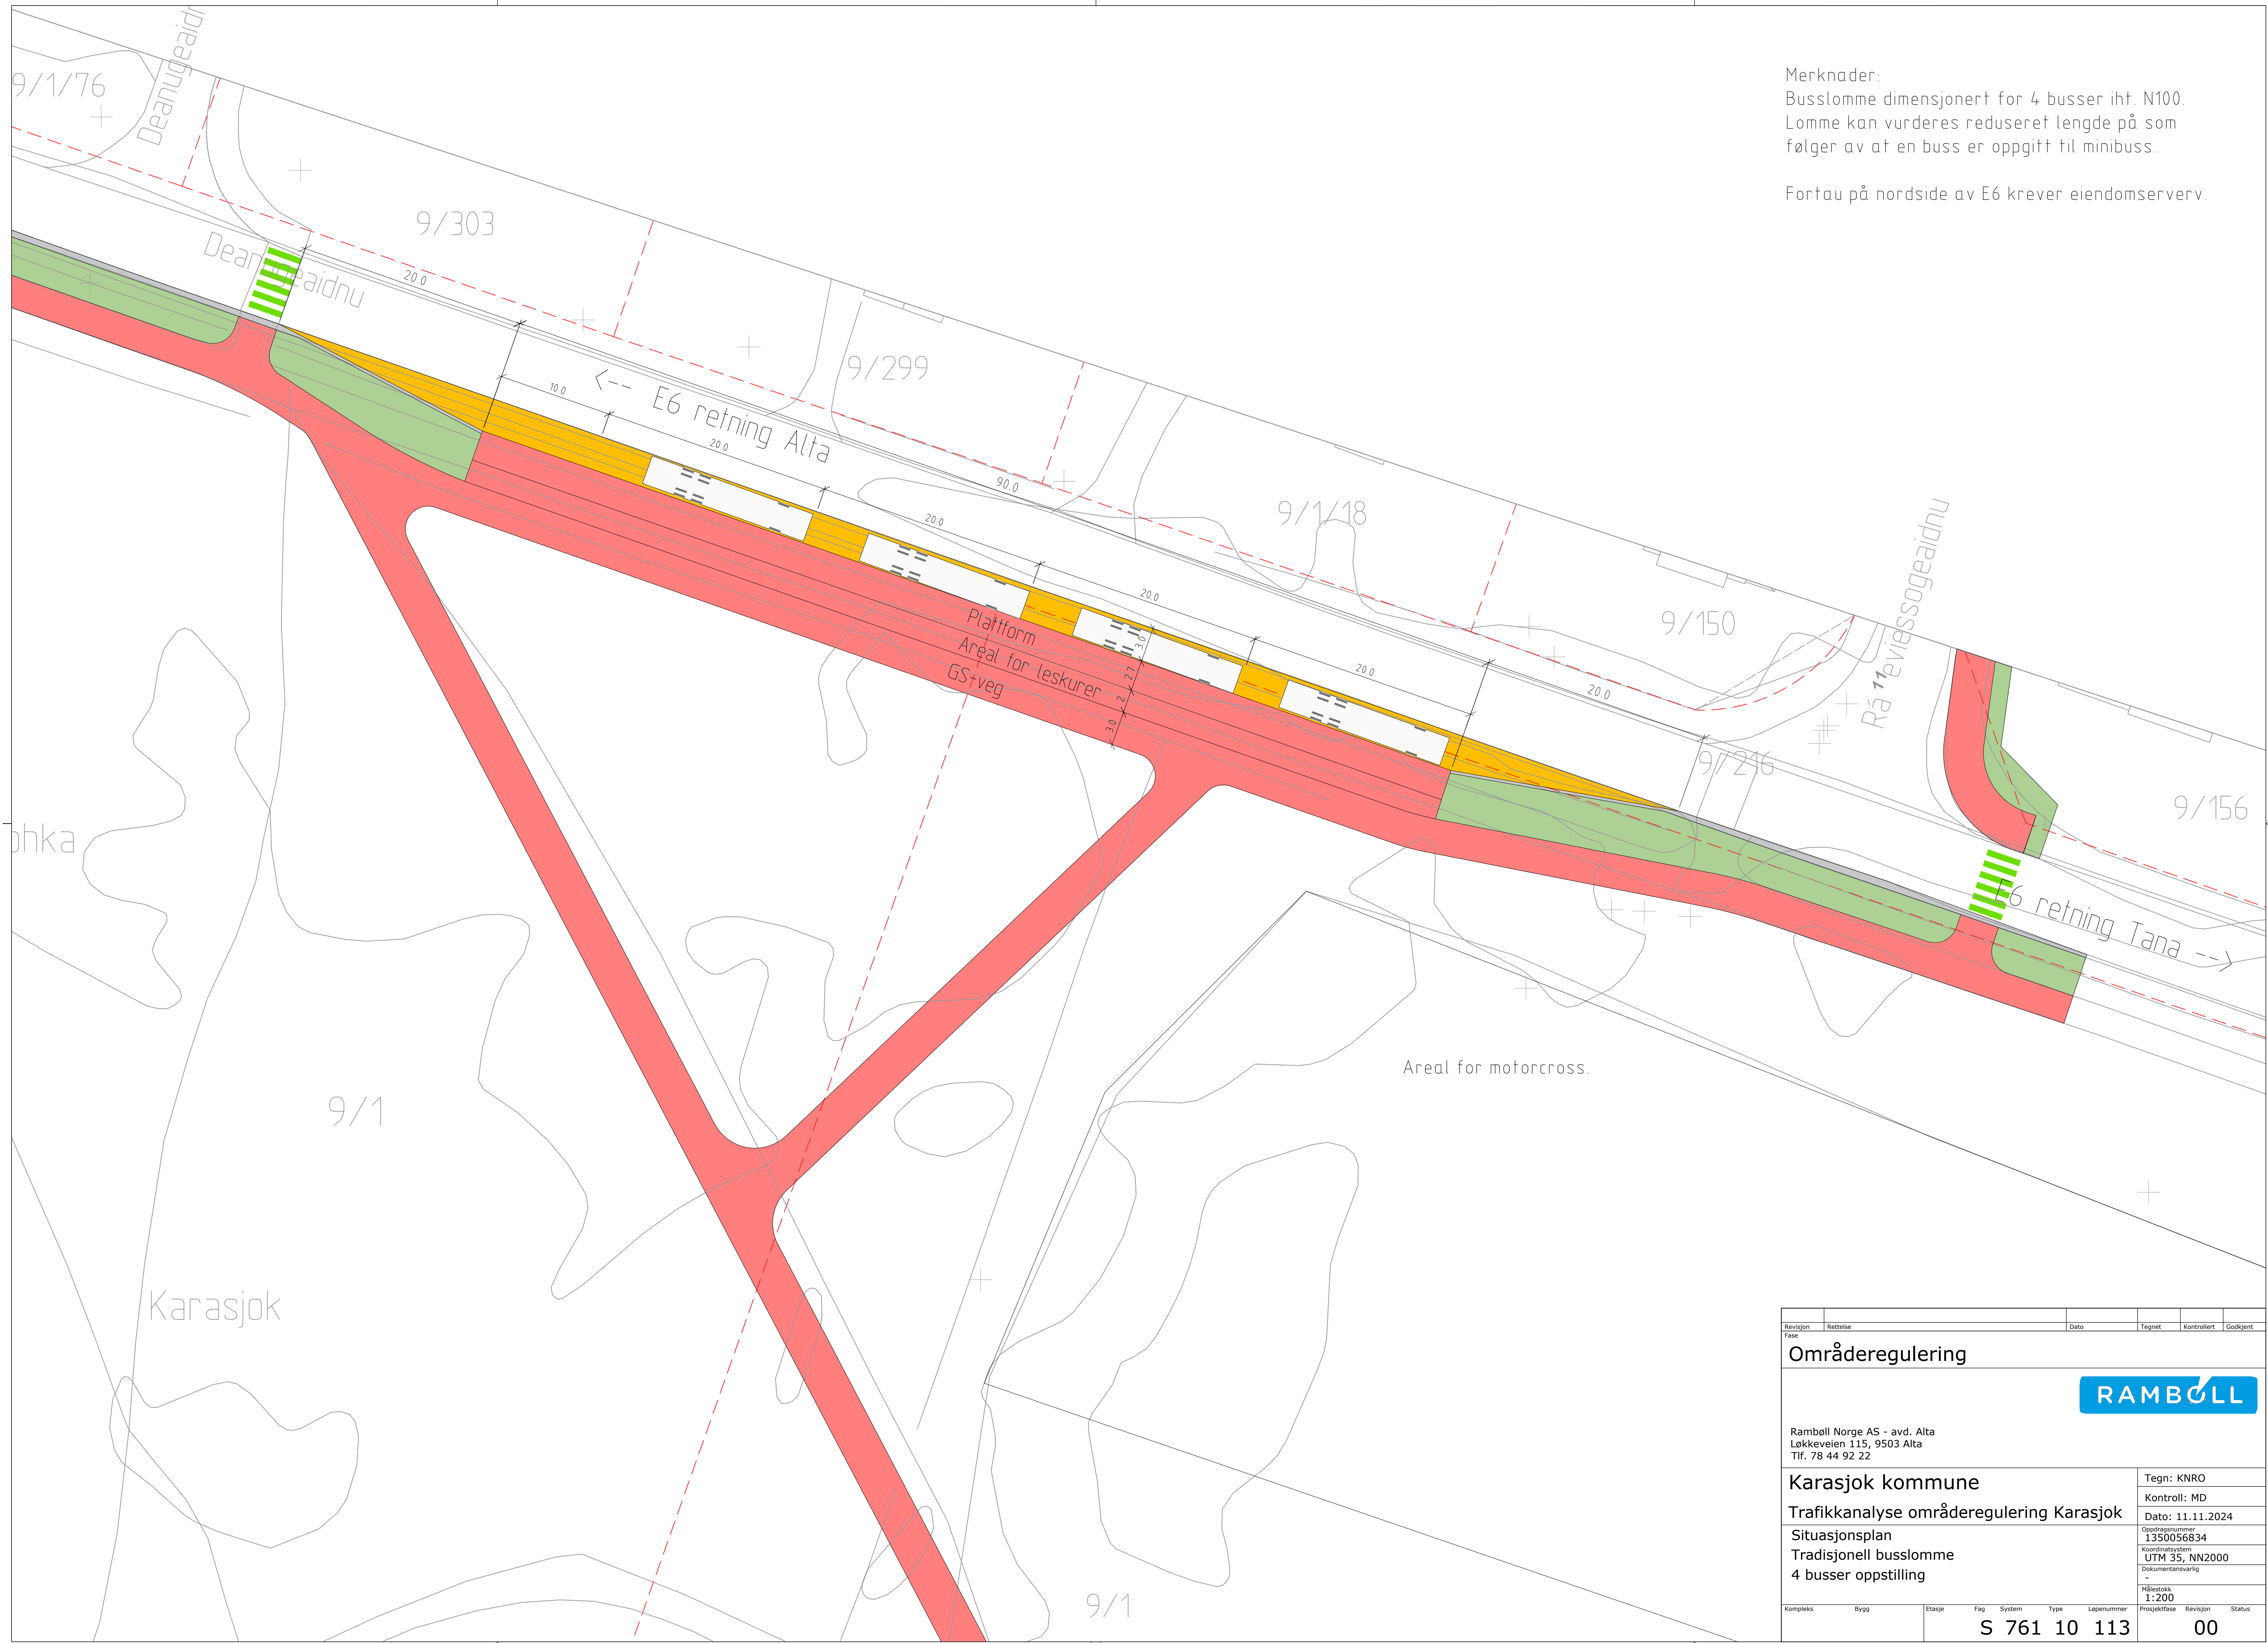 Merknader:
Busslomme dimensjonert for 4 busser iht. N100.
Lomme kan vurderes reduseret lengde på som
følger av at en buss er oppgitt til minibuss.
Fortau på nordside av E6 krever eiendomserverv.
9/1/76
Deanugeaidn
9/303
Deanugeaidnu
20.0
9/299
10.0
<-- E6 retning Alta
20.0
90.0
20.0
9/1/18
20.0
9/150
20.0
20.0
Plattform
Areal for leskurer
GS-veg
3.0
2.7
2
3.0
9/216
9/156
E6 retning Tana -->
9/1
Areal for motorcross.
Karasjok
9/1
Revisjon Rettelse Dato Tegnet Kontrollert Godkjent
Fase
Områderegulering
RAMBOLL
Rambøll Norge AS - avd. Alta
Løkkeveien 115, 9503 Alta
Tlf. 78 44 92 22
Karasjok kommune
Trafikkanalyse områderegulering Karasjok
Situasjonsplan
Tradisjonell busslomme
4 busser oppstilling
Tegn: KNRO
Kontroll: MD
Dato: 11.11.2024
Oppdragsnummer
1350056834
Koordinatsystem
UTM 35, NN2000
Dokumentansvarlig
-
Målestokk
1:200
Kompleks Bygg Etasje Fag System Type Løpenummer Prosjektfase Revisjon Status
S 761 10 113 00